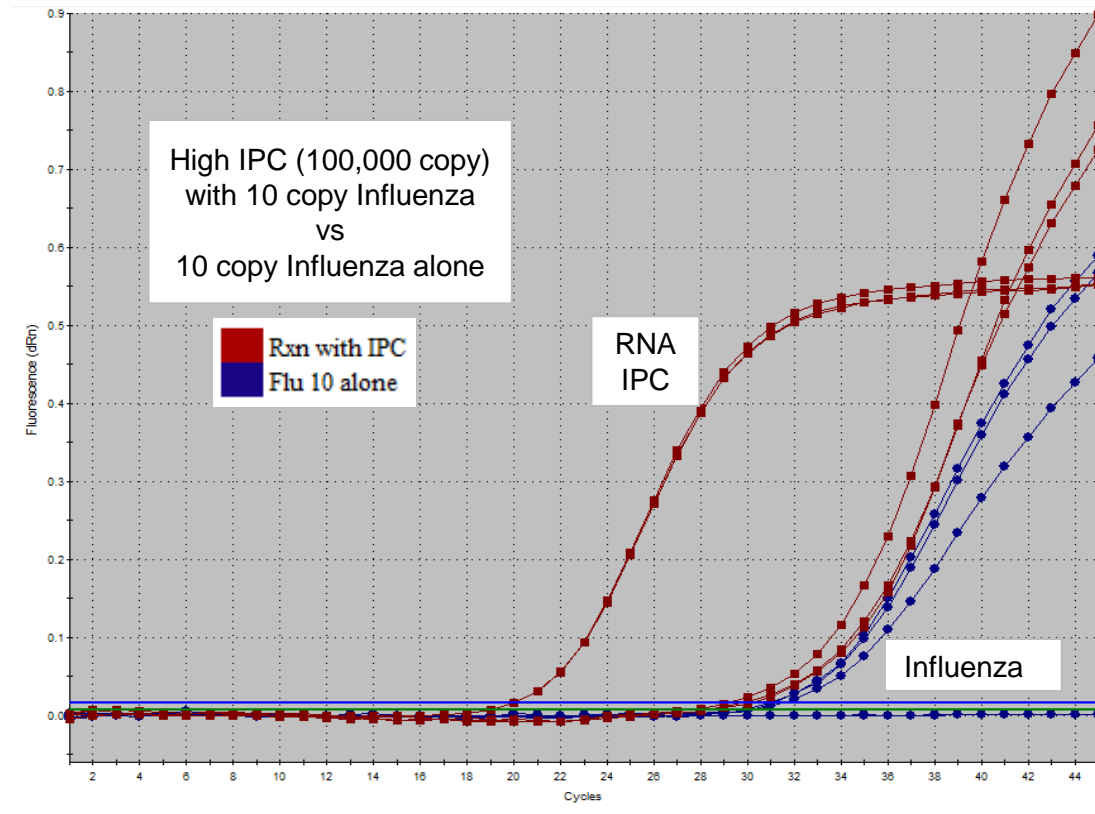 0.9
0.8
0.7
0.6
0.5
0.4
0.3
0.2
0.1
0.0
Fluorescence (dRn)
High IPC (100,000 copy)
with 10 copy Influenza
vs
10 copy Influenza alone
Rxn with IPC
Flu 10 alone
RNA
IPC
Influenza
2 4 6 8 10 12 14 16 18 20 22 24 26 28 30 32 34 36 38 40 42 44
Cycles